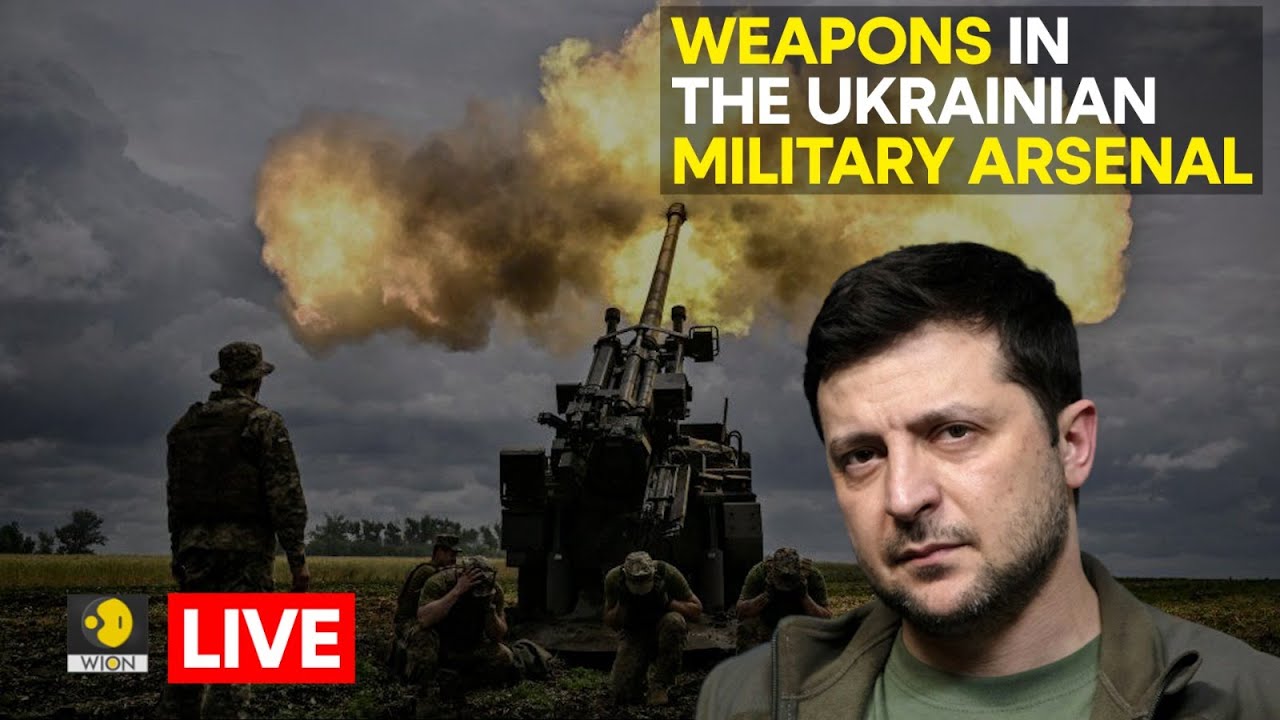 WEAPONS IN
THE UKRAINIAN
MILITARY ARSENAL
WION
LIVE